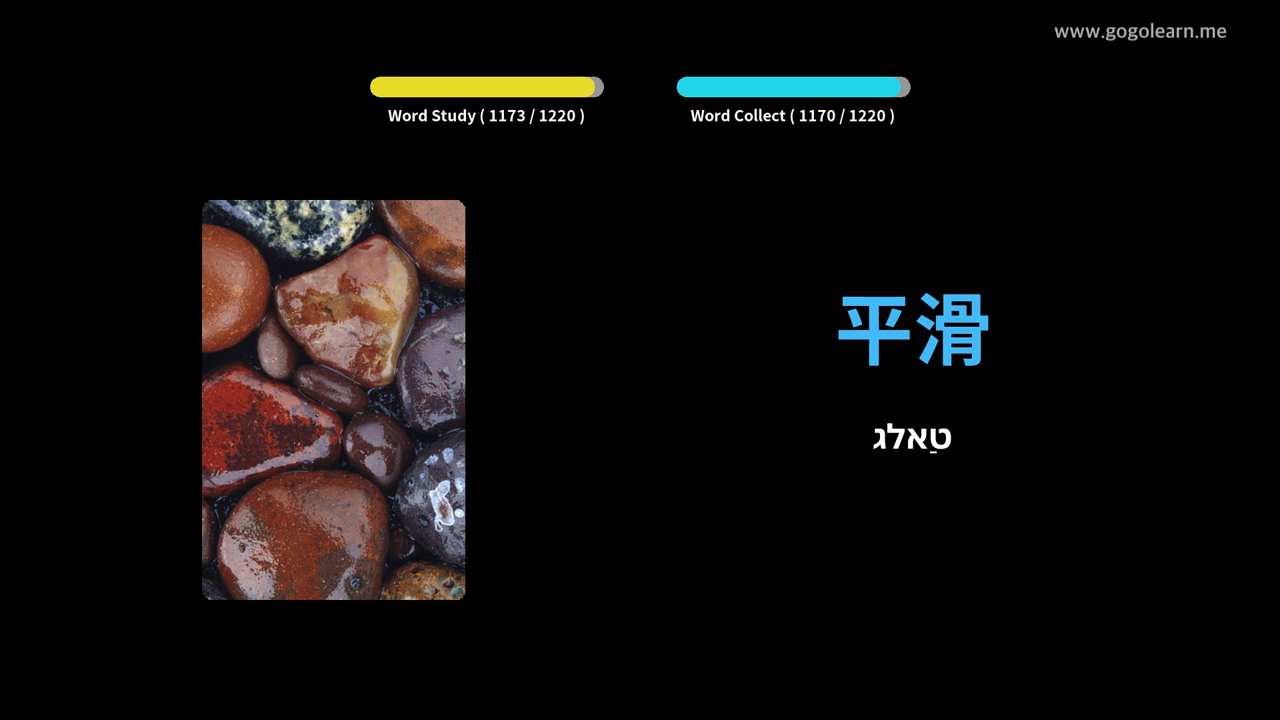 www.gogolearn.me
Word Study ( 1173 / 1220 )
Word Collect ( 1170 / 1220 )
平滑
טַאלג